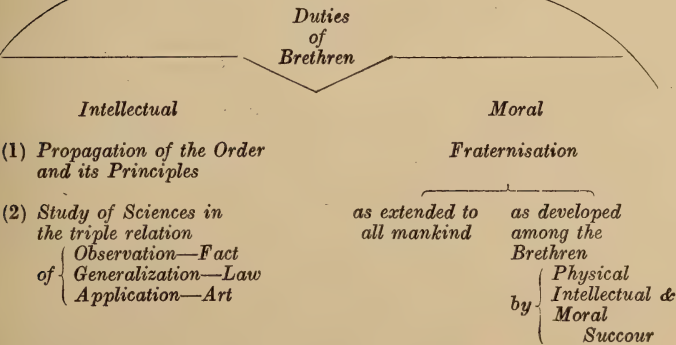 Duties
of
Brethren
Intellectual
(1) Propagation of the Order
and its Principles
(2) Study of Sciences in
the triple relation
of { Observation—Fact
Generalization—Law
Application—Art
Moral
Fraternisation
as extended to
all mankind
as developed
among the
Brethren
by { Physical
Intellectual &
Moral
Succour